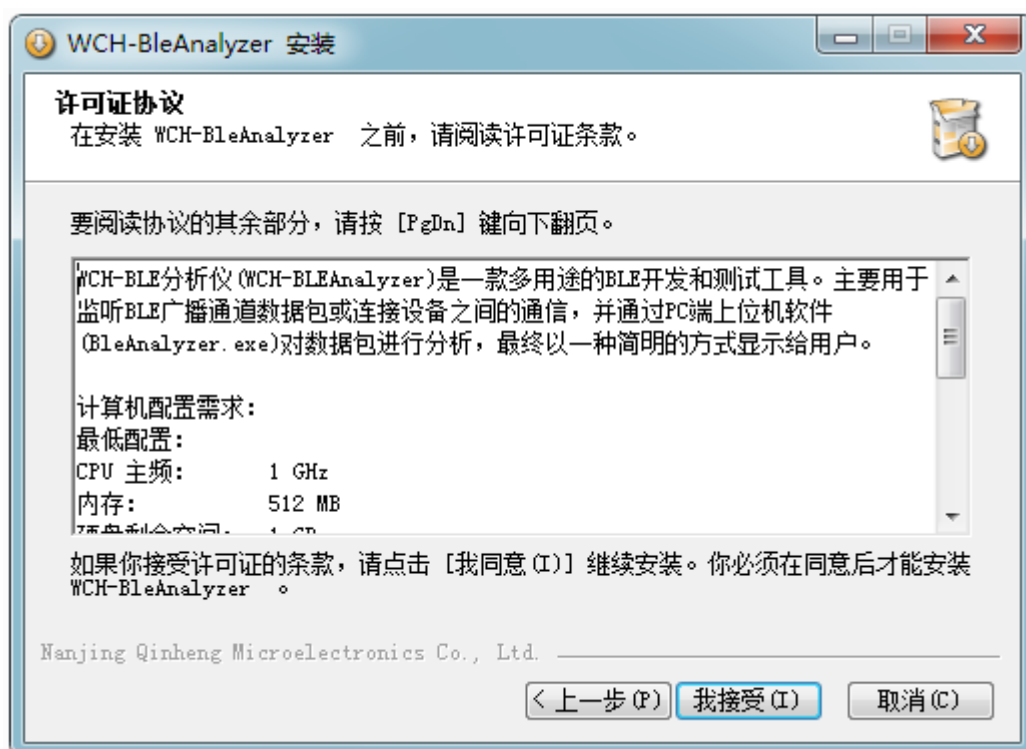 WCH-BleAnalyzer 安装
许可证协议
在安装 WCH-BleAnalyzer 之前，请阅读许可证条款。
要阅读协议的其余部分，请按 [PgDn] 键向下翻页。
WCH-BLE分析仪(WCH-BLEAnalyzer)是一款多用途的BLE开发和测试工具。主要用于
监听BLE广播通道数据包或连接设备之间的通信，并通过PC端上位机软件
(BleAnalyzer.exe)对数据包进行分析，最终以一种简明的方式显示给用户。
计算机配置需求：
最低配置：
CPU 主频： 1 GHz
内存： 512 MB
硬盘剩余空间： 1 GB
如果你接受许可证的条款，请点击 [我同意(I)] 继续安装。你必须在同意后才能安装
WCH-BleAnalyzer 。
Nanjing Qinheng Microelectronics Co., Ltd.
< 上一步(P) 我接受(I) 取消(C)